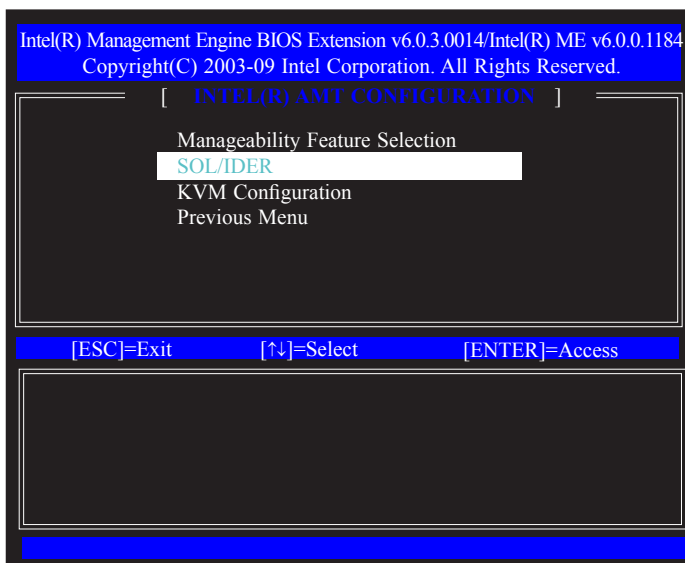 Intel(R) Management Engine BIOS Extension v6.0.3.0014/Intel(R) ME v6.0.0.1184
Copyright(C) 2003-09 Intel Corporation. All Rights Reserved.
[ INTEL(R) AMT CONFIGURATION ]
Manageability Feature Selection
SOL/IDER
KVM Configuration
Previous Menu
[ESC]=Exit [↑↓]=Select [ENTER]=Access